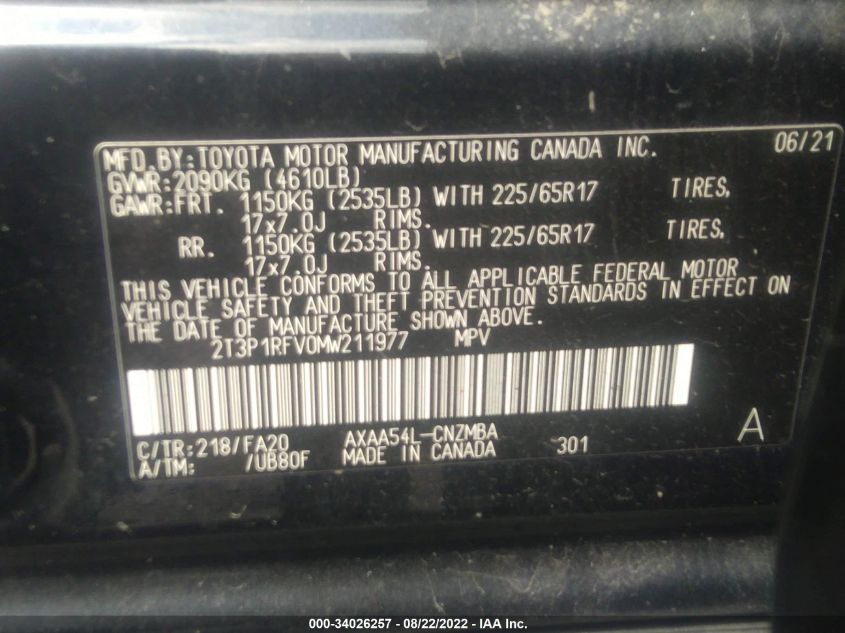 MFD. BY: TOYOTA MOTOR MANUFACTURING CANADA INC. 06/21
GVWR: 2090KG (4610LB)
GAWR: FRT. 1150KG (2535LB) WITH 225/65R17 TIRES,
17x7.0J RIMS.
RR. 1150KG (2535LB) WITH 225/65R17 TIRES,
17x7.0J RIMS.
THIS VEHICLE CONFORMS TO ALL APPLICABLE FEDERAL MOTOR
VEHICLE SAFETY AND THEFT PREVENTION STANDARDS IN EFFECT ON
THE DATE OF MANUFACTURE SHOWN ABOVE.
2T3P1RFV0MW211977 MPV
C/TR: 218/FA20 AXAA54L-CNZMBA 301 A
A/TM: /UB80F MADE IN CANADA
000-34026257 - 08/22/2022 - IAA Inc.